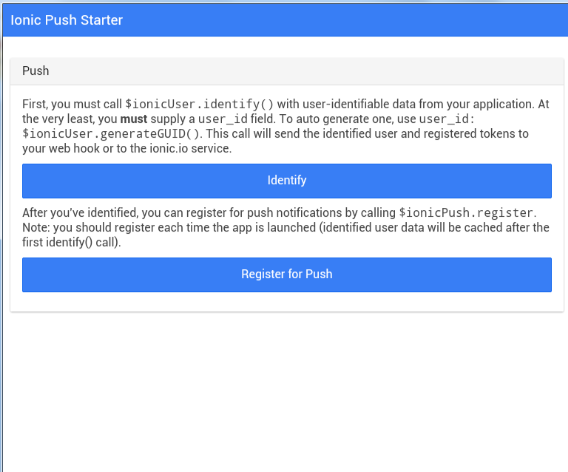 Ionic Push Starter
Push
First, you must call $ionicUser.identify() with user-identifiable data from your application. At
the very least, you must supply a user_id field. To auto generate one, use user_id:
$ionicUser.generateGUID(). This call will send the identified user and registered tokens to
your web hook or to the ionic.io service.
Identify
After you've identified, you can register for push notifications by calling $ionicPush.register.
Note: you should register each time the app is launched (identified user data will be cached after the
first identify() call).
Register for Push